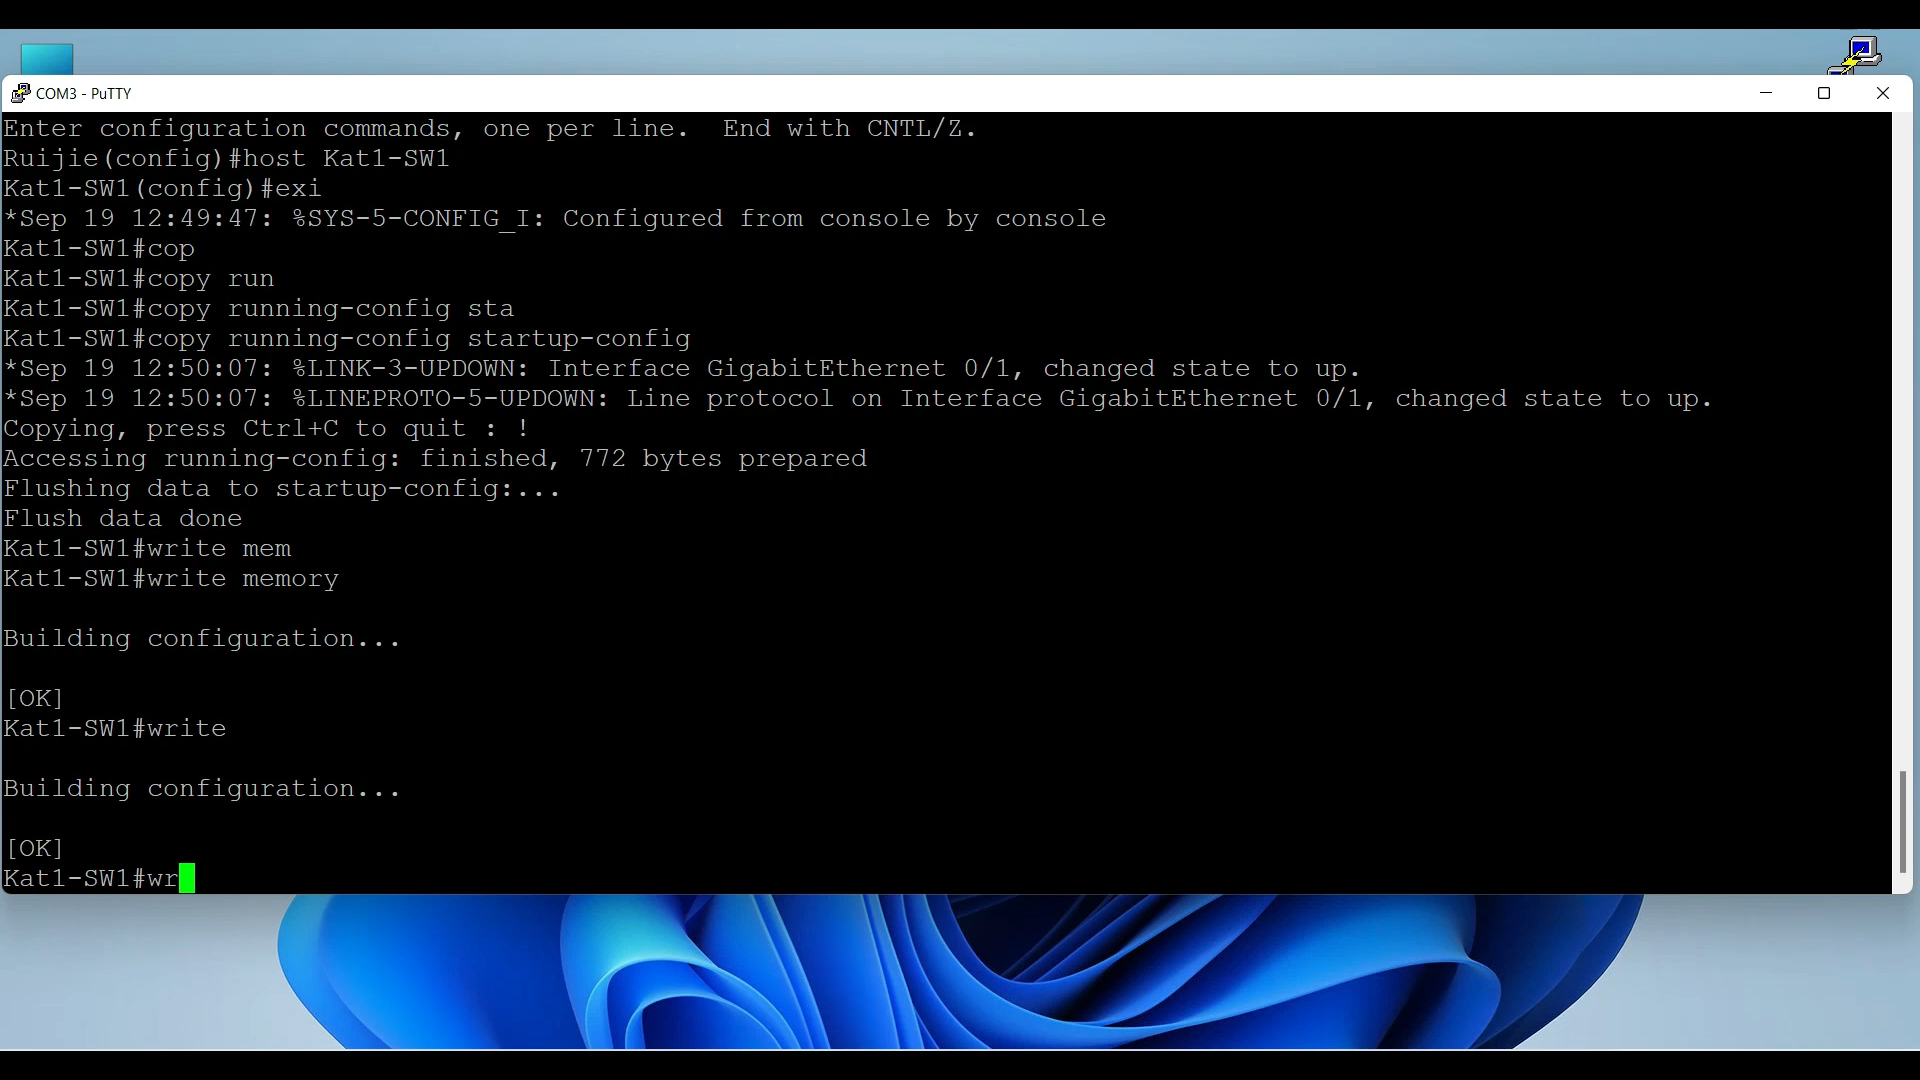 COM3 - PuTTY
Enter configuration commands, one per line.  End with CNTL/Z.
Ruijie(config)#host Kat1-SW1
Kat1-SW1(config)#exi
*Sep 19 12:49:47: %SYS-5-CONFIG_I: Configured from console by console
Kat1-SW1#cop
Kat1-SW1#copy run
Kat1-SW1#copy running-config sta
Kat1-SW1#copy running-config startup-config
*Sep 19 12:50:07: %LINK-3-UPDOWN: Interface GigabitEthernet 0/1, changed state to up.
*Sep 19 12:50:07: %LINEPROTO-5-UPDOWN: Line protocol on Interface GigabitEthernet 0/1, changed state to up.
Copying, press Ctrl+C to quit : !
Accessing running-config: finished, 772 bytes prepared
Flushing data to startup-config:...
Flush data done
Kat1-SW1#write mem
Kat1-SW1#write memory
Building configuration...
[OK]
Kat1-SW1#write
Building configuration...
[OK]
Kat1-SW1#wr